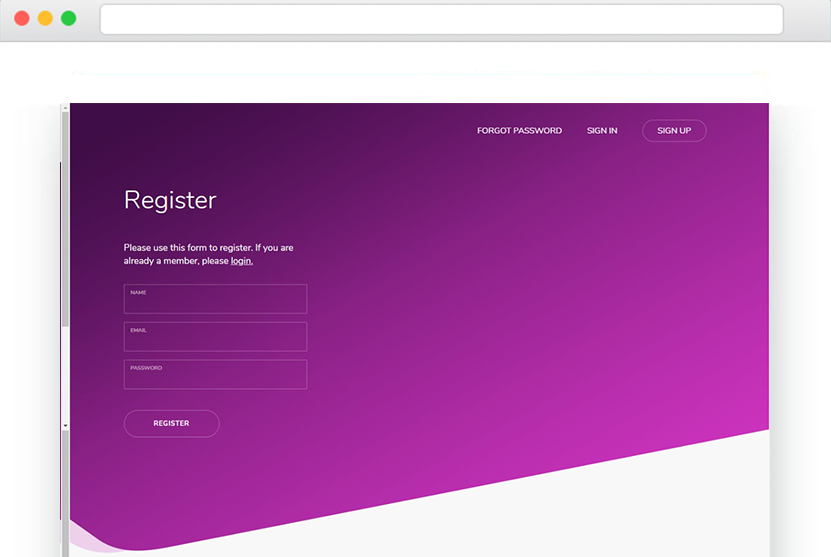 FORGOT PASSWORD SIGN IN SIGN UP
Register
Please use this form to register. If you are
already a member, please login.
NAME
EMAIL
PASSWORD
REGISTER